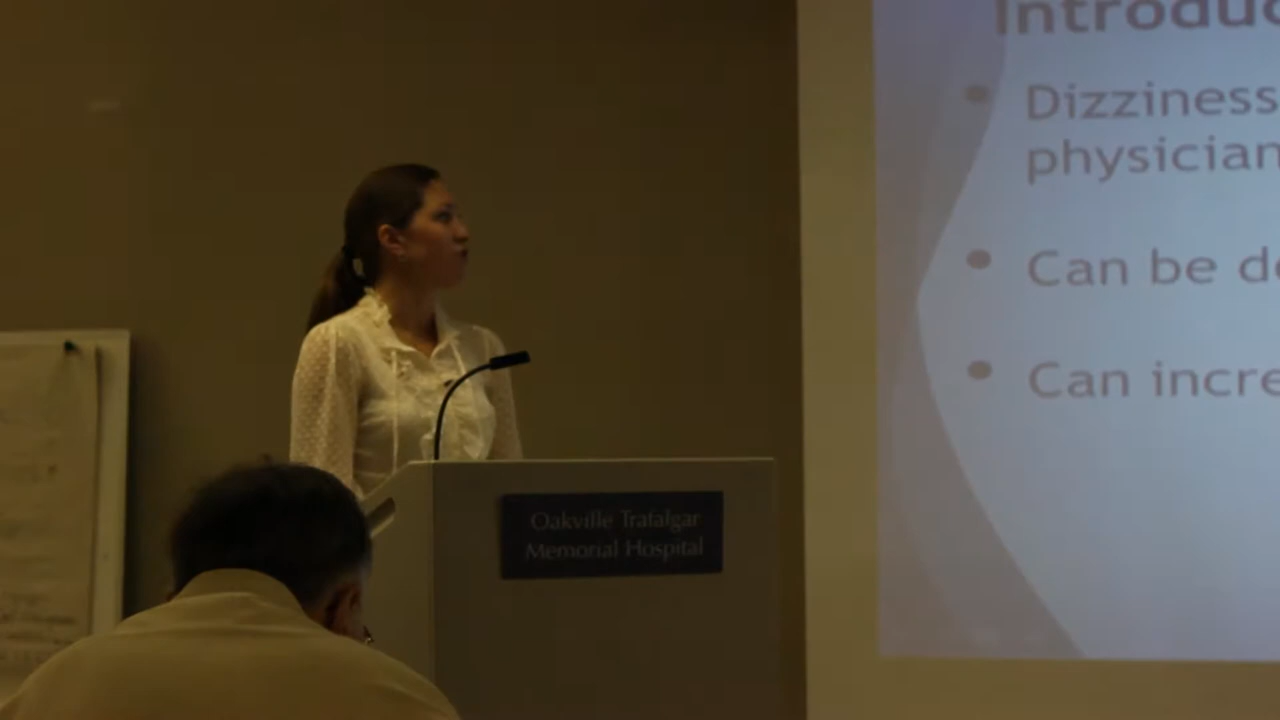 Introduc
Dizziness
physician
Can be de
Can incre
Oakville Trafalgar
Memorial Hospital